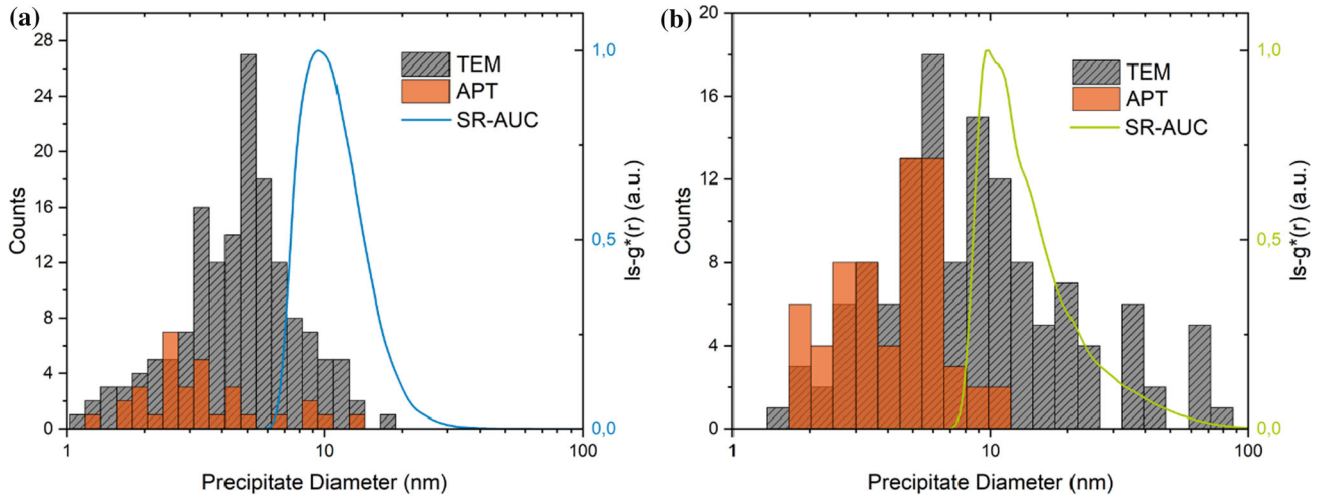 (a)
28
24
20
16
12
8
4
0
Counts
TEM
APT
SR-AUC
1,0
0,5
0,0
ls-g*(r) (a.u.)
1
10
100
Precipitate Diameter (nm)
(b)
20
16
12
8
4
0
Counts
TEM
APT
SR-AUC
1,0
0,5
0,0
ls-g*(r) (a.u.)
1
10
100
Precipitate Diameter (nm)